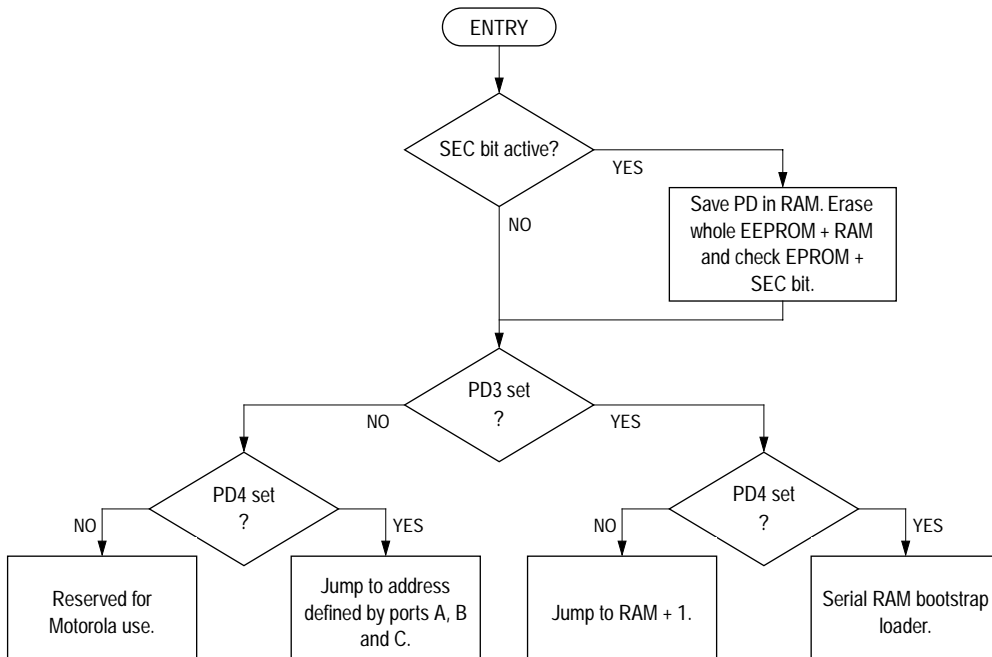 ENTRY
SEC bit active?
YES
NO
Save PD in RAM. Erase
whole EEPROM + RAM
and check EPROM +
SEC bit.
PD3 set
?
NO
YES
PD4 set
?
NO
YES
PD4 set
?
NO
YES
Reserved for
Motorola use.
Jump to address
defined by ports A, B
and C.
Jump to RAM + 1.
Serial RAM bootstrap
loader.